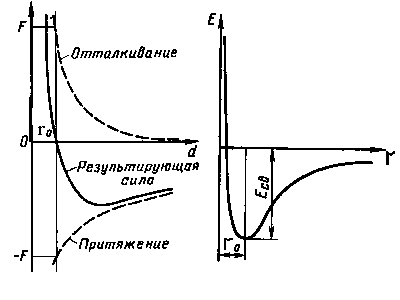 F
Отталкивание
r₀
0
d
Результирующая
сила
Притяжение
-F
E
r
Eсв
r₀